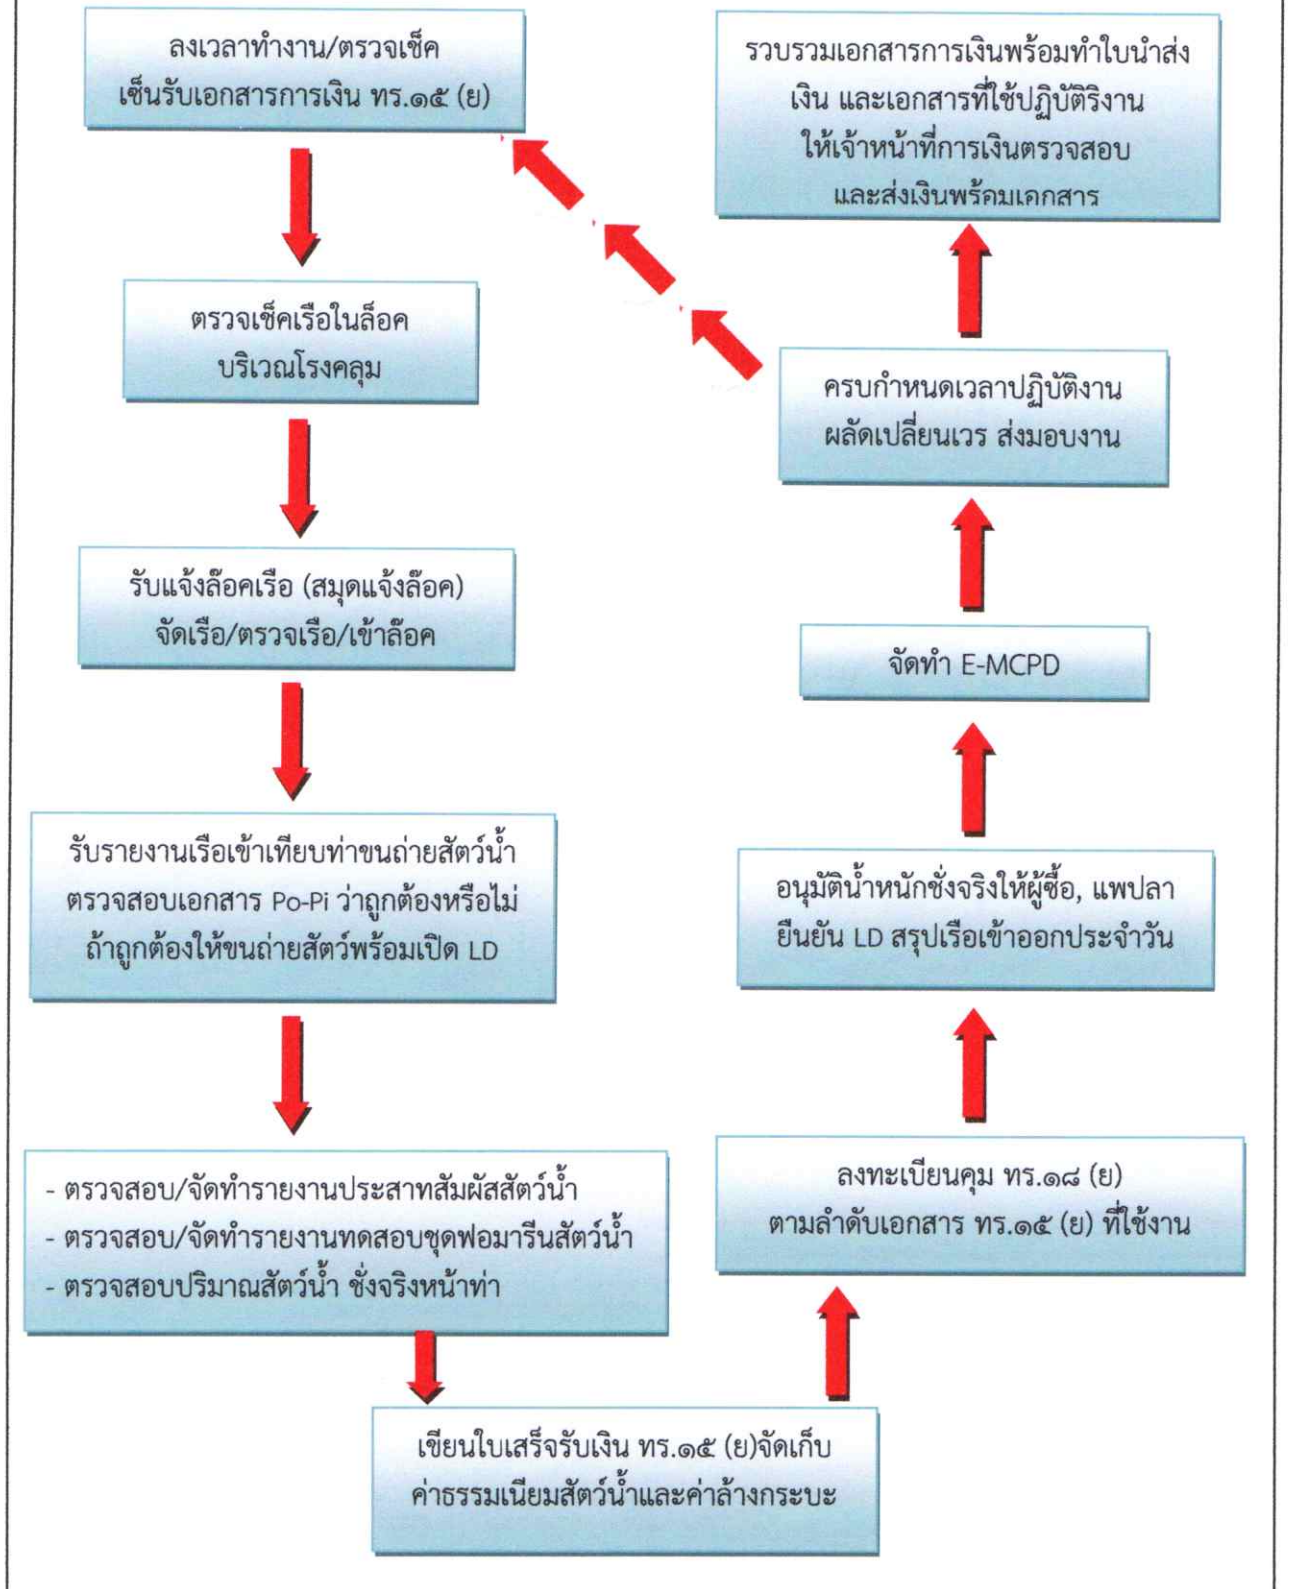 ลงเวลาทำงาน/ตรวจเช็ค
เซ็นรับเอกสารการเงิน ทร.๑๕ (ย)
ตรวจเช็คเรือในล็อค
บริเวณโรงคลุม
รับแจ้งล๊อคเรือ (สมุดแจ้งล๊อค)
จัดเรือ/ตรวจเรือ/เข้าล๊อค
รับรายงานเรือเข้าเทียบท่าขนถ่ายสัตว์น้ำ
ตรวจสอบเอกสาร Po-Pi ว่าถูกต้องหรือไม่
ถ้าถูกต้องให้ขนถ่ายสัตว์พร้อมเปิด LD
- ตรวจสอบ/จัดทำรายงานประสาทสัมผัสสัตว์น้ำ
- ตรวจสอบ/จัดทำรายงานทดสอบชุดฟอมารีนสัตว์น้ำ
- ตรวจสอบปริมาณสัตว์น้ำ ชั่งจริงหน้าท่า
เขียนใบเสร็จรับเงิน ทร.๑๕ (ย)จัดเก็บ
ค่าธรรมเนียมสัตว์น้ำและค่าล้างกระบะ
ลงทะเบียนคุม ทร.๑๘ (ย)
ตามลำดับเอกสาร ทร.๑๕ (ย) ที่ใช้งาน
อนุมัติน้ำหนักชั่งจริงให้ผู้ซื้อ, แพปลา
ยืนยัน LD สรุปเรือเข้าออกประจำวัน
จัดทำ E-MCPD
ครบกำหนดเวลาปฏิบัติงาน
ผลัดเปลี่ยนเวร ส่งมอบงาน
รวบรวมเอกสารการเงินพร้อมทำใบนำส่ง
เงิน และเอกสารที่ใช้ปฏิบัติริงาน
ให้เจ้าหน้าที่การเงินตรวจสอบ
และส่งเงินพร้อมเอกสาร